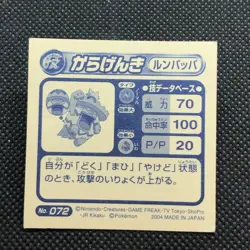 技 からげんき ルンパッパ
タイプ
技データベース
威力 70
命中率 100
P/P 20
自分が「どく」「まひ」「やけど」状態
のとき、攻撃のいりょくが上がる。
No. 072
©Nintendo・Creatures・GAME FREAK・TV Tokyo・ShoPro
・JR Kikaku ©Pokémon 2004 MADE IN JAPAN